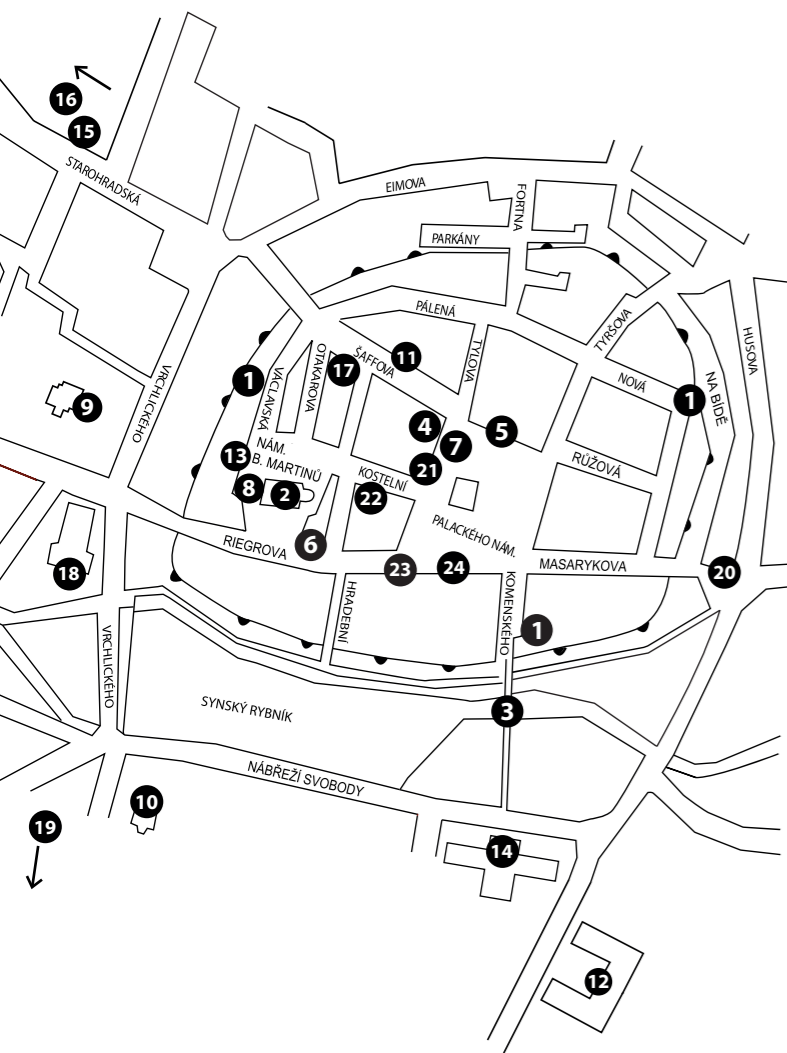 16
15
STAROHRADSKÁ
EIMOVA
FORTNA
PARKÁNY
PÁLENÁ
TYRŠOVA
HUSOVA
TYLOVA
ŠAFFOVA
11
17
OTAKAROVA
VÁCLAVSKÁ
1
VRCHLICKÉHO
9
NOVÁ
1
NA BÍDĚ
4
7
5
21
RŮŽOVÁ
13
NÁM.
B. MARTINŮ
KOSTELNÍ
8
2
22
PALACKÉHO NÁM.
RIEGROVA
6
23
24
MASARYKOVA
20
18
HRADEBNÍ
KOMENSKÉHO
1
VRCHLICKÉHO
SYNSKÝ RYBNÍK
3
NÁBŘEŽÍ SVOBODY
10
19
14
12